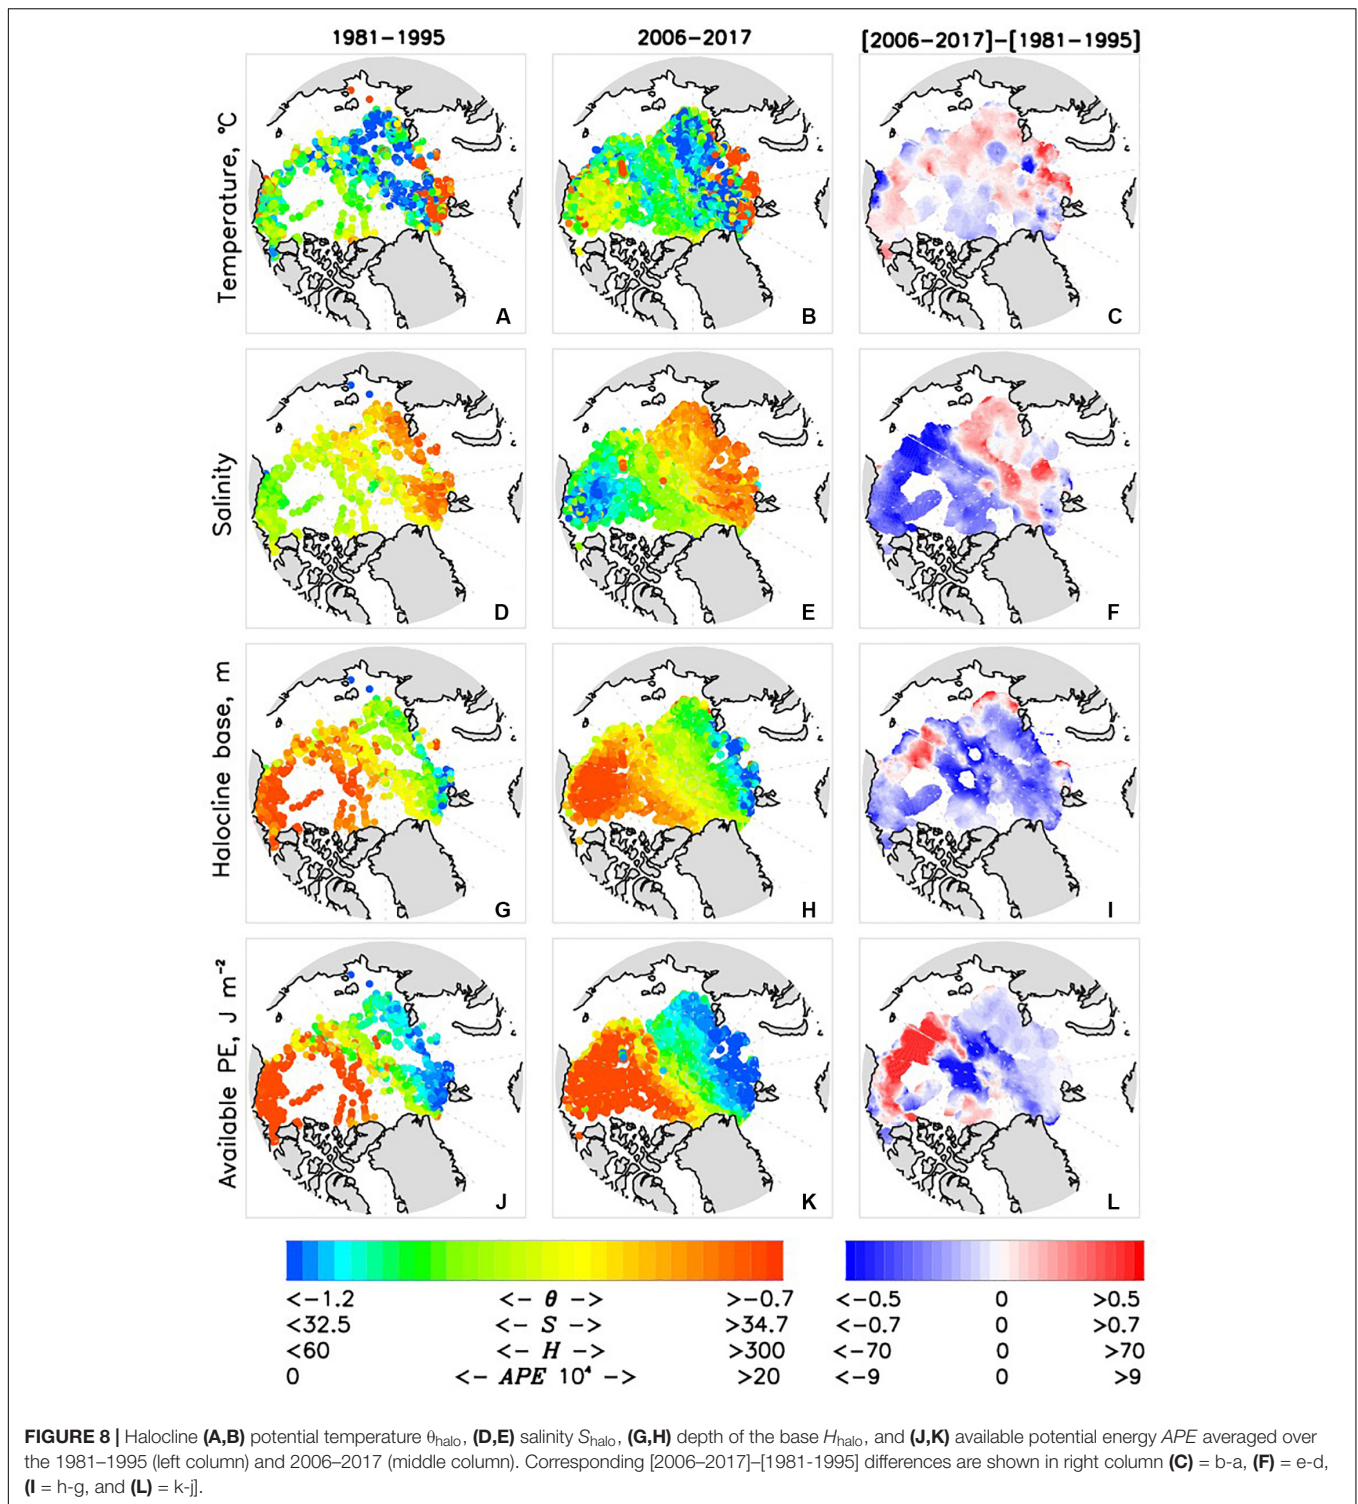 1981–1995 2006–2017 [2006–2017]–[1981–1995]
Temperature, °C
A B C
Salinity
D E F
Halocline base, m
G H I
Available PE, J m⁻²
J K L
<–1.2 <– θ –> >–0.7 <–0.5 0 >0.5
<32.5 <– S –> >34.7 <–0.7 0 >0.7
<60 <– H –> >300 <–70 0 >70
0 <– APE 10⁴ –> >20 <–9 0 >9
FIGURE 8 | Halocline (A,B) potential temperature θhalo, (D,E) salinity Shalo, (G,H) depth of the base Hhalo, and (J,K) available potential energy APE averaged over
the 1981–1995 (left column) and 2006–2017 (middle column). Corresponding [2006–2017]–[1981-1995] differences are shown in right column (C) = b-a, (F) = e-d,
(I = h-g, and (L) = k-j].